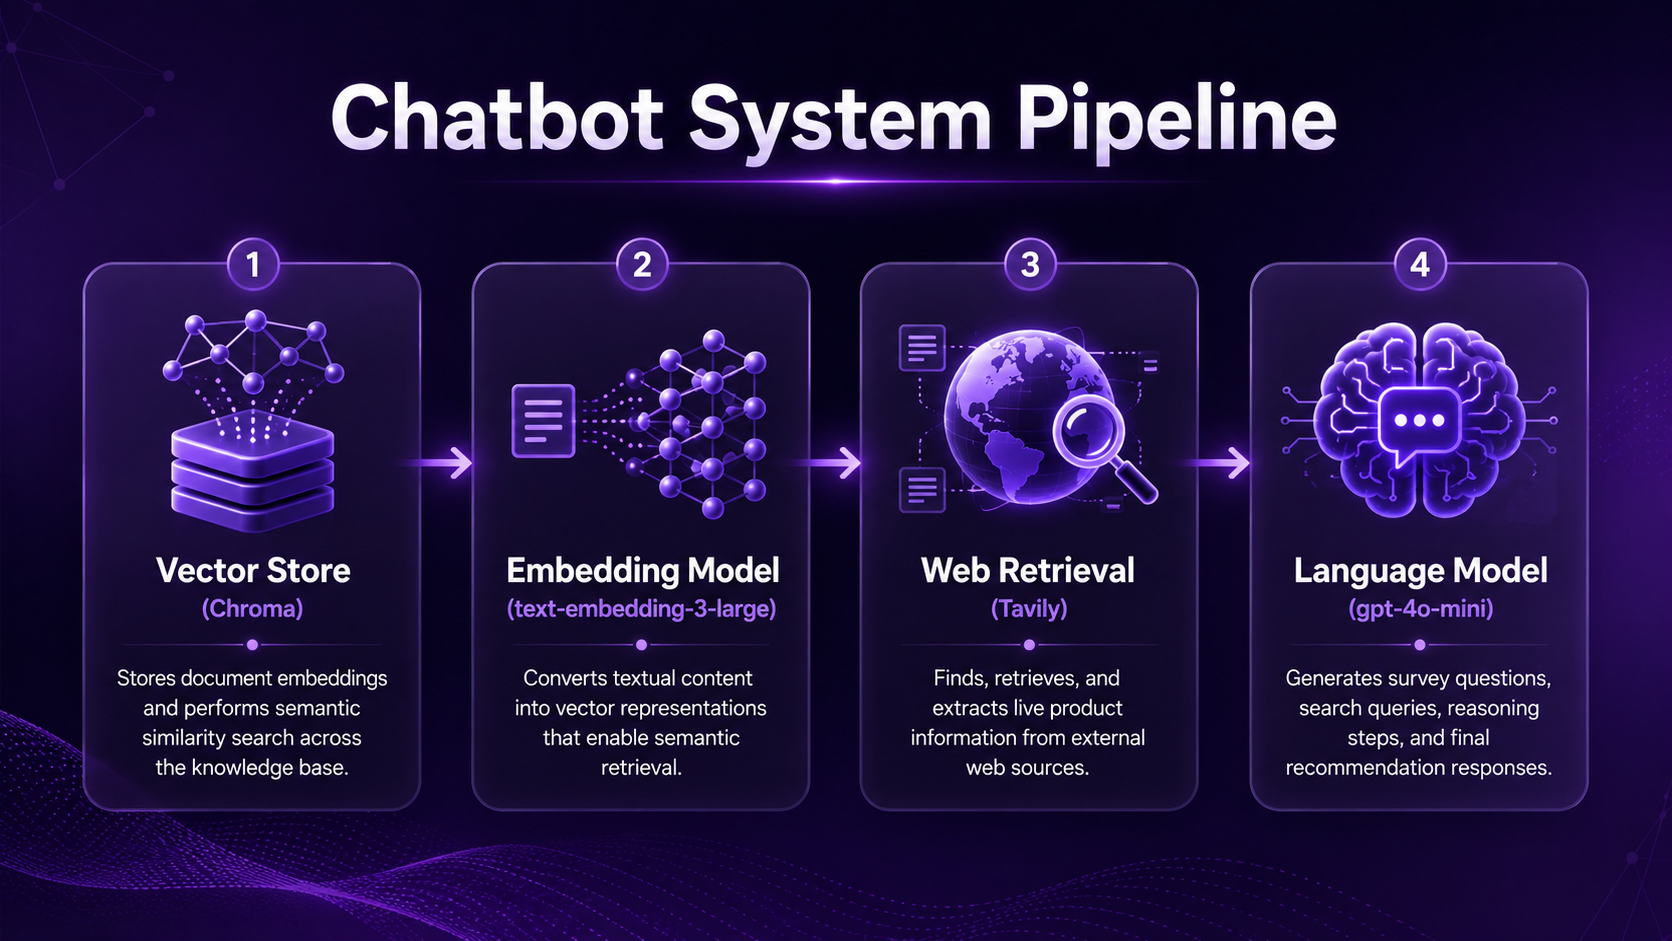 Chatbot System Pipeline
1
Vector Store
(Chroma)
Stores document embeddings
and performs semantic
similarity search across
the knowledge base.
2
Embedding Model
(text-embedding-3-large)
Converts textual content
into vector representations
that enable semantic
retrieval.
3
Web Retrieval
(Tavily)
Finds, retrieves, and
extracts live product
information from external
web sources.
4
Language Model
(gpt-4o-mini)
Generates survey questions,
search queries, reasoning
steps, and final
recommendation responses.